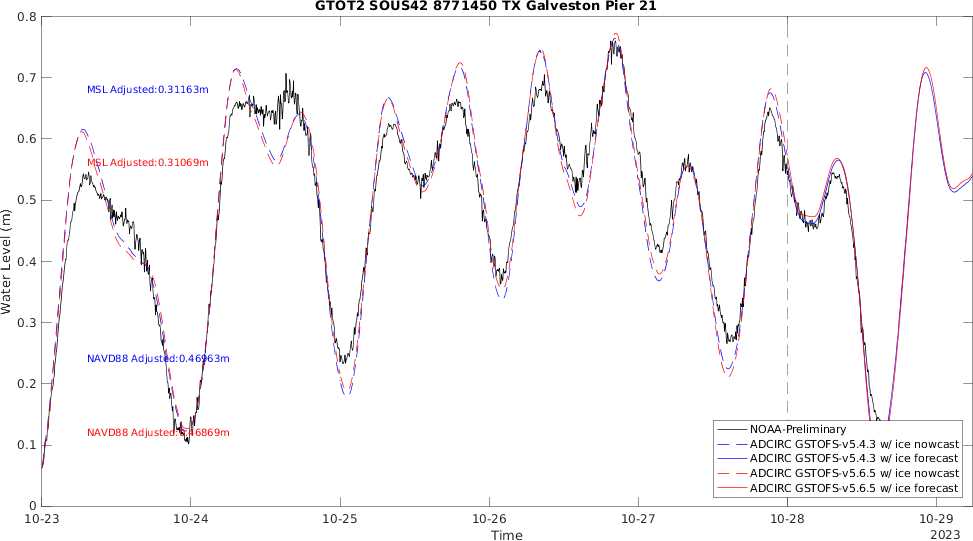 GTOT2 SOUS42 8771450 TX Galveston Pier 21
0.8
0.7
0.6
0.5
0.4
0.3
0.2
0.1
0
Water Level (m)
MSL Adjusted:0.31163m
MSL Adjusted:0.31069m
NAVD88 Adjusted:0.46963m
NAVD88 Adjusted:0.46869m
NOAA-Preliminary
ADCIRC GSTOFS-v5.4.3 w/ ice nowcast
ADCIRC GSTOFS-v5.4.3 w/ ice forecast
ADCIRC GSTOFS-v5.6.5 w/ ice nowcast
ADCIRC GSTOFS-v5.6.5 w/ ice forecast
10-23 10-24 10-25 10-26 10-27 10-28 10-29
Time 2023